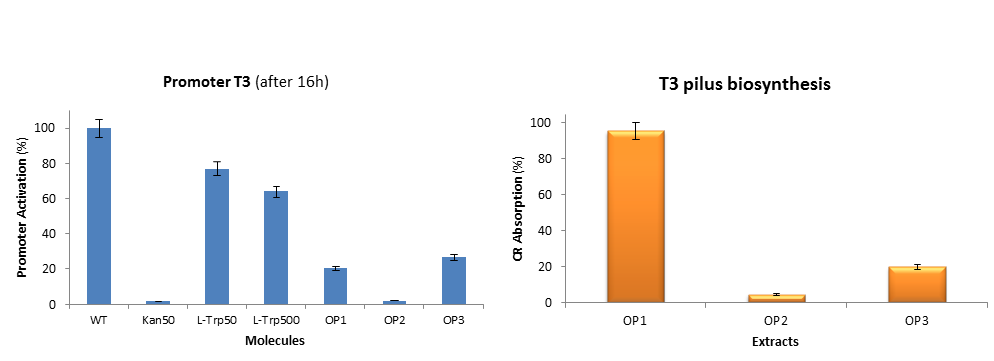 Promoter T3 (after 16h)
Promoter Activation (%)
100
80
60
40
20
0
WT Kan50 L-Trp50 L-Trp500 OP1 OP2 OP3
Molecules
T3 pilus biosynthesis
CR Absorption (%)
100
80
60
40
20
0
OP1 OP2 OP3
Extracts